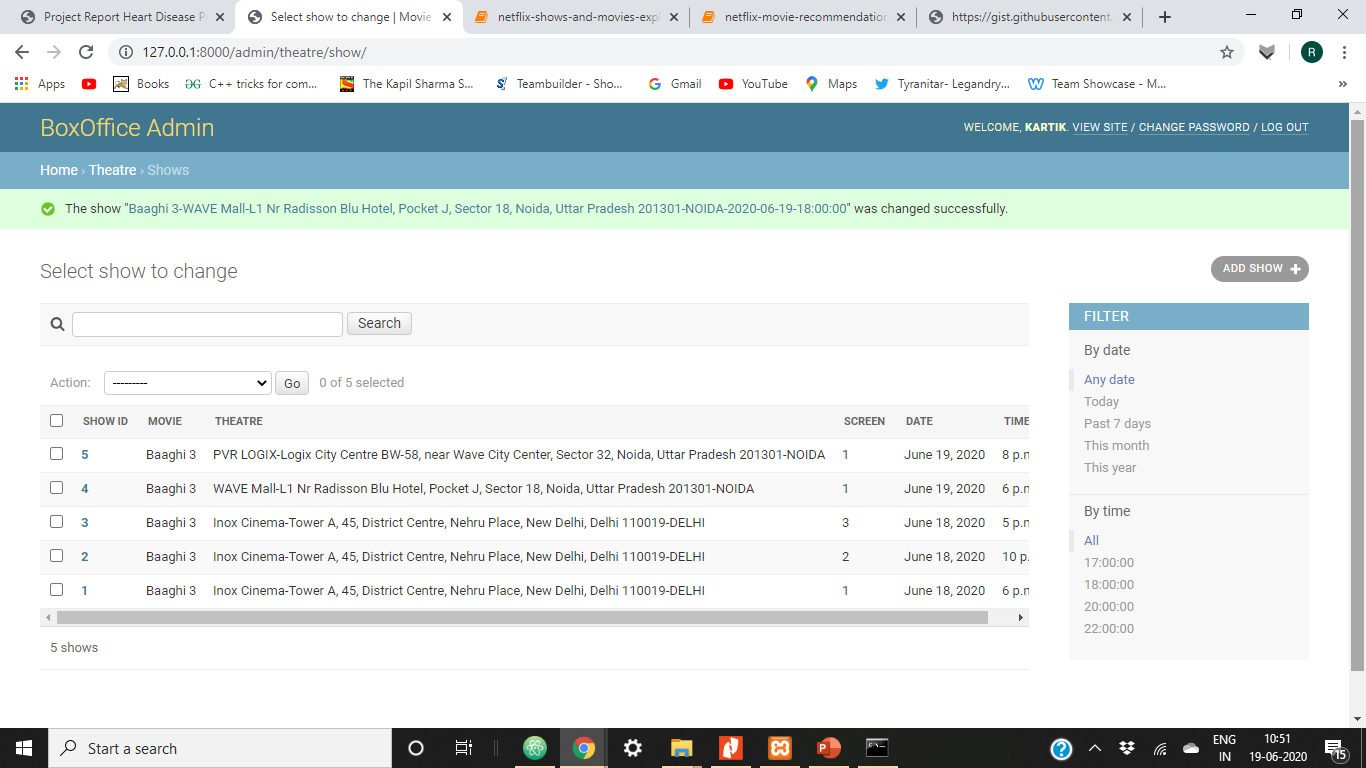 Project Report Heart Disease P
Select show to change | Movie
netflix-shows-and-movies-expl
netflix-movie-recommendation
https://gist.githubusercontent.
127.0.0.1:8000/admin/theatre/show/
R
Apps
Books
C++ tricks for com...
The Kapil Sharma S...
Teambuilder - Sho...
Gmail
YouTube
Maps
Tyranitar- Legandry...
Team Showcase - M...
»
BoxOffice Admin
WELCOME, KARTIK. VIEW SITE / CHANGE PASSWORD / LOG OUT
Home › Theatre › Shows
The show "Baaghi 3-WAVE Mall-L1 Nr Radisson Blu Hotel, Pocket J, Sector 18, Noida, Uttar Pradesh 201301-NOIDA-2020-06-19-18:00:00" was changed successfully.
Select show to change
ADD SHOW +
Search
Action: --------- Go 0 of 5 selected
SHOW ID MOVIE THEATRE SCREEN DATE TIME
5 Baaghi 3 PVR LOGIX-Logix City Centre BW-58, near Wave City Center, Sector 32, Noida, Uttar Pradesh 201301-NOIDA 1 June 19, 2020 8 p.m
4 Baaghi 3 WAVE Mall-L1 Nr Radisson Blu Hotel, Pocket J, Sector 18, Noida, Uttar Pradesh 201301-NOIDA 1 June 19, 2020 6 p.m
3 Baaghi 3 Inox Cinema-Tower A, 45, District Centre, Nehru Place, New Delhi, Delhi 110019-DELHI 3 June 18, 2020 5 p.m
2 Baaghi 3 Inox Cinema-Tower A, 45, District Centre, Nehru Place, New Delhi, Delhi 110019-DELHI 2 June 18, 2020 10 p.
1 Baaghi 3 Inox Cinema-Tower A, 45, District Centre, Nehru Place, New Delhi, Delhi 110019-DELHI 1 June 18, 2020 6 p.m
5 shows
FILTER
By date
Any date
Today
Past 7 days
This month
This year
By time
All
17:00:00
18:00:00
20:00:00
22:00:00
Start a search
ENG
IN
10:51
19-06-2020
15